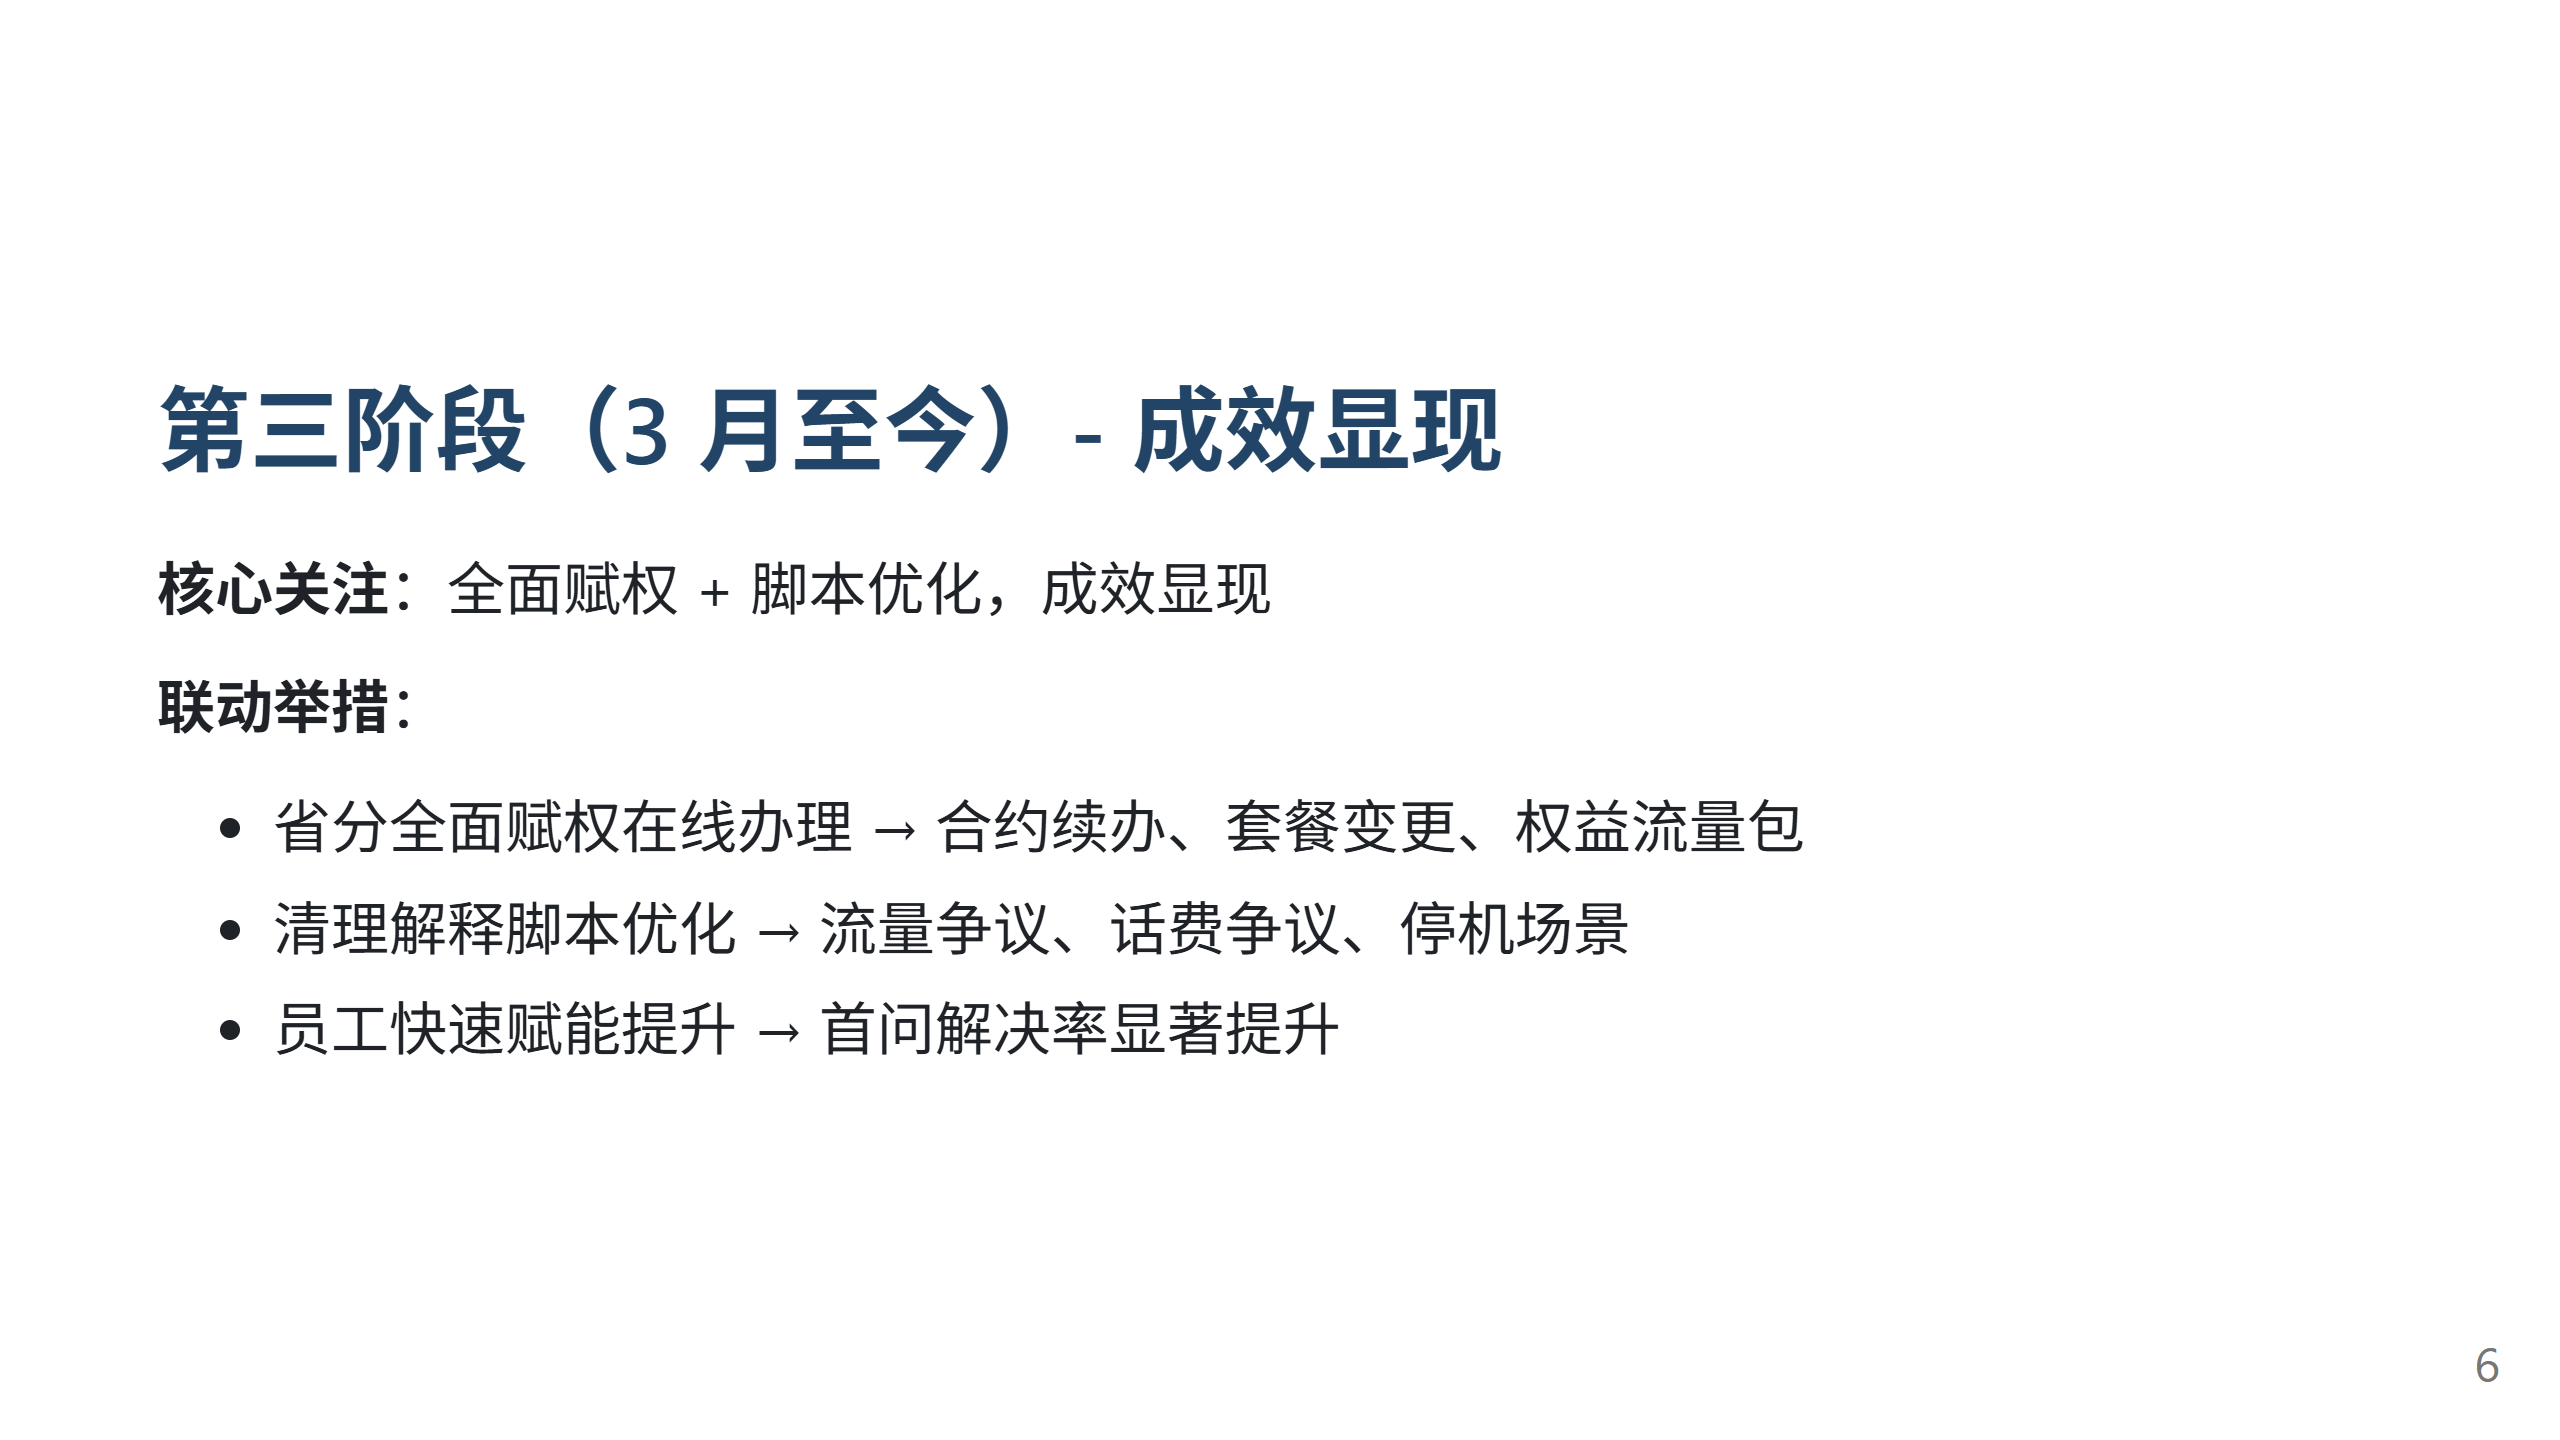 第三阶段（3 月至今）- 成效显现
核心关注：全面赋权 + 脚本优化，成效显现
联动举措：
• 省分全面赋权在线办理 → 合约续办、套餐变更、权益流量包
• 清理解释脚本优化 → 流量争议、话费争议、停机场景
• 员工快速赋能提升 → 首问解决率显著提升
6